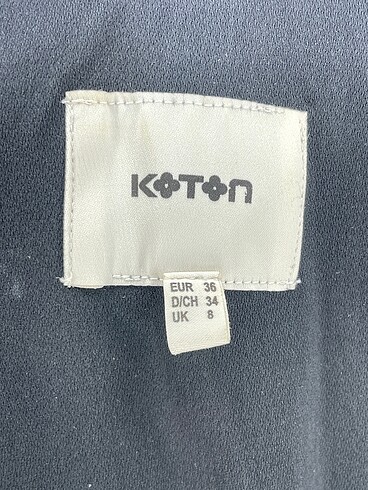 KOTON
EUR 36
D/CH 34
UK 8